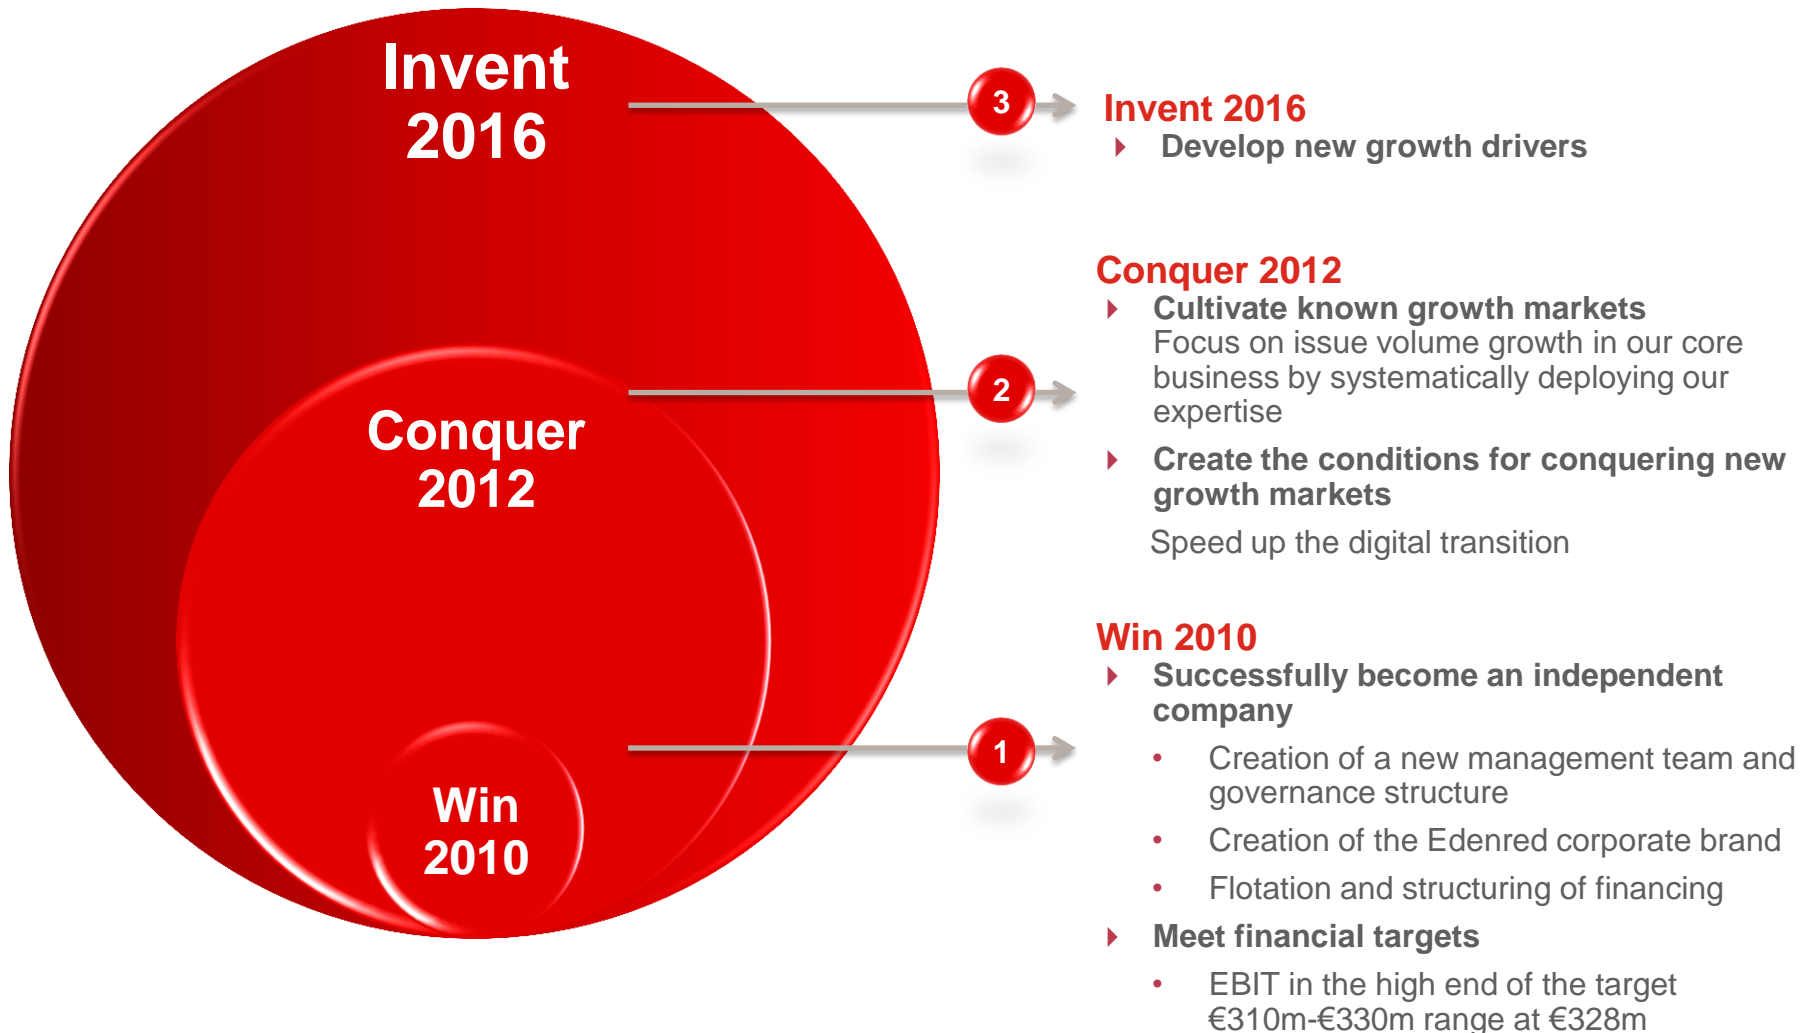 Invent
2016
Conquer
2012
Win
2010
3
Invent 2016
Develop new growth drivers
2
Conquer 2012
Cultivate known growth markets
Focus on issue volume growth in our core
business by systematically deploying our
expertise
Create the conditions for conquering new
growth markets
Speed up the digital transition
1
Win 2010
Successfully become an independent
company
• Creation of a new management team and
governance structure
• Creation of the Edenred corporate brand
• Flotation and structuring of financing
Meet financial targets
• EBIT in the high end of the target
€310m-€330m range at €328m